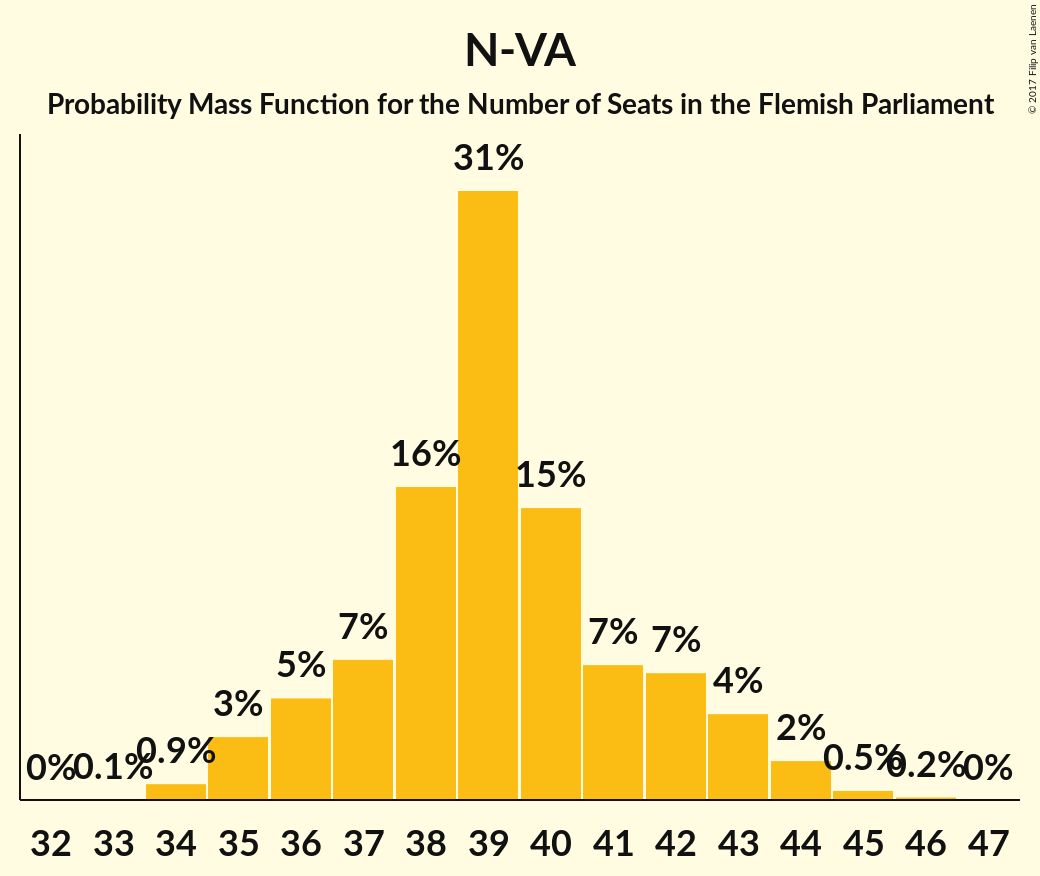 N-VA
Probability Mass Function for the Number of Seats in the Flemish Parliament
© 2017 Filip van Laenen
0% 0.1% 0.9% 3% 5% 7% 16% 31% 15% 7% 7% 4% 2% 0.5% 0.2% 0%
32 33 34 35 36 37 38 39 40 41 42 43 44 45 46 47